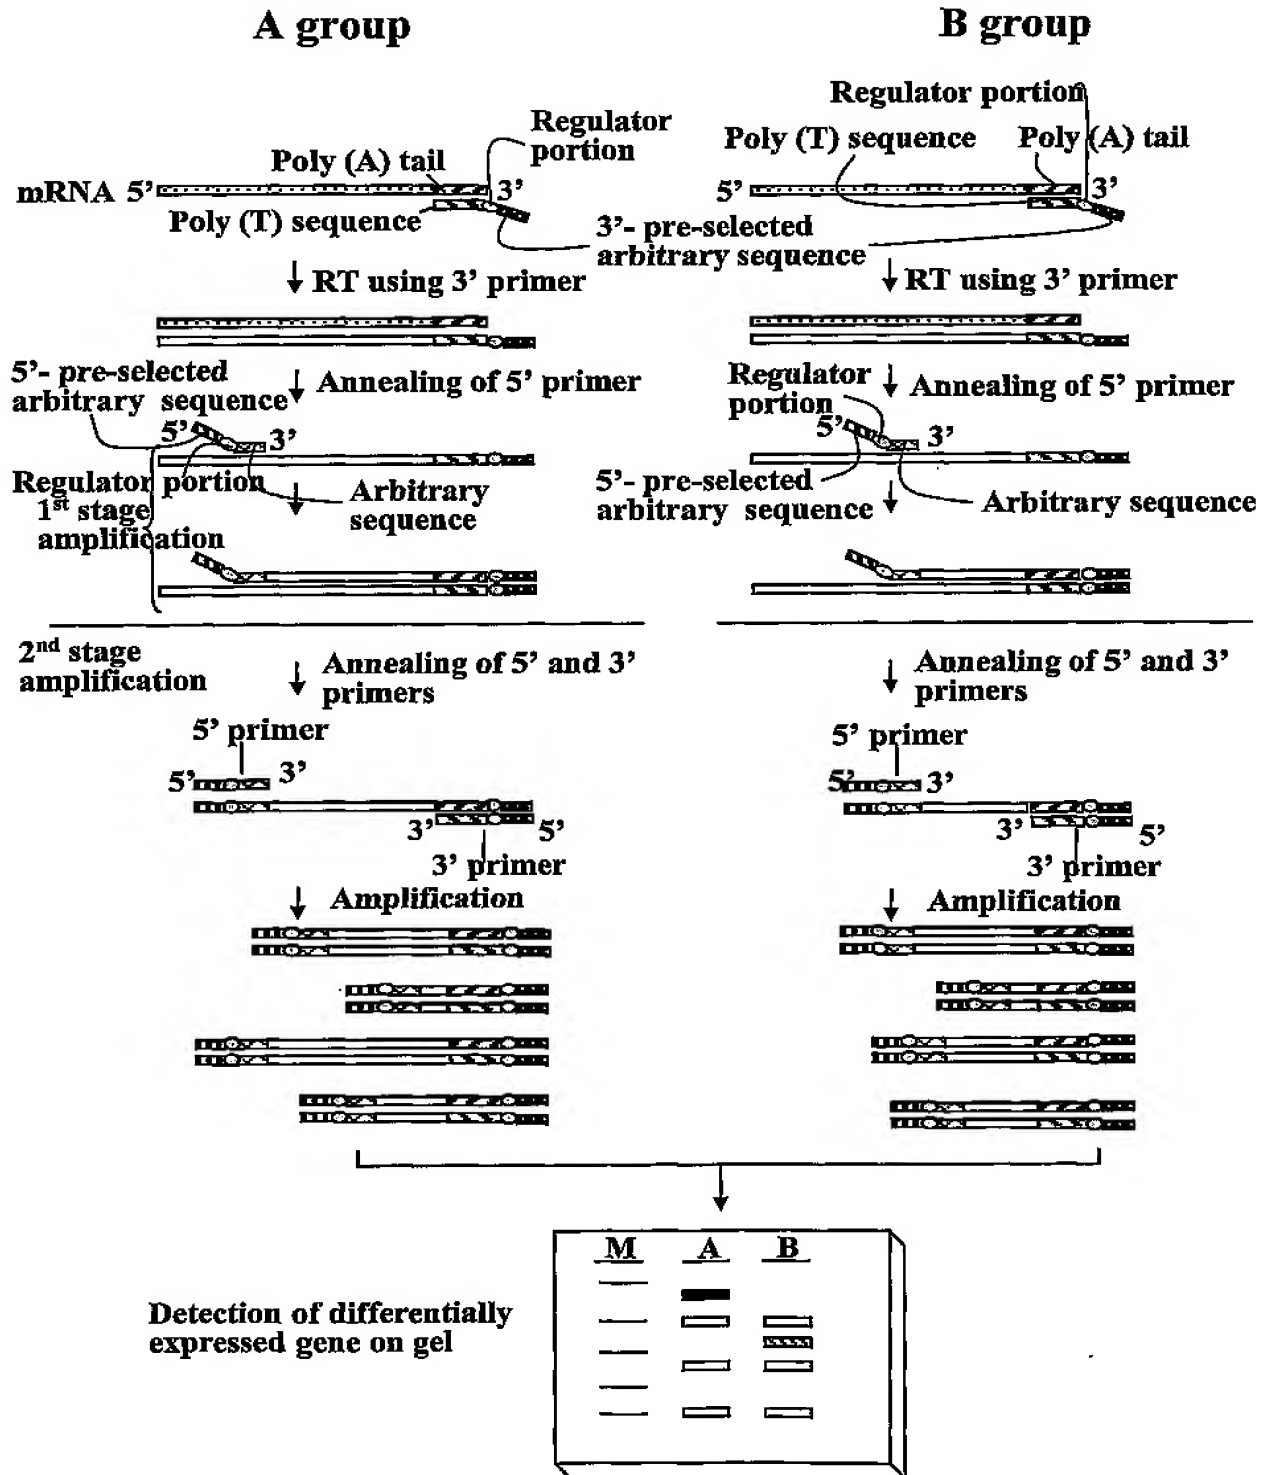 A group
B group
Regulator portion
Regulator
portion
Poly (T) sequence
Poly (A) tail
Poly (A) tail
mRNA 5’
3’
5’
3’
Poly (T) sequence
3’- pre-selected
arbitrary sequence
RT using 3’ primer
RT using 3’ primer
5’- pre-selected
arbitrary sequence
Annealing of 5’ primer
Regulator
portion
Annealing of 5’ primer
5’
3’
5’
3’
Regulator portion
1st stage
amplification
Arbitrary
sequence
5’- pre-selected
arbitrary sequence
Arbitrary sequence
2nd stage
amplification
Annealing of 5’ and 3’
primers
Annealing of 5’ and 3’
primers
5’ primer
5’ primer
5’
3’
5’
3’
3’
5’
3’
5’
3’ primer
3’ primer
Amplification
Amplification
M A B
Detection of differentially
expressed gene on gel